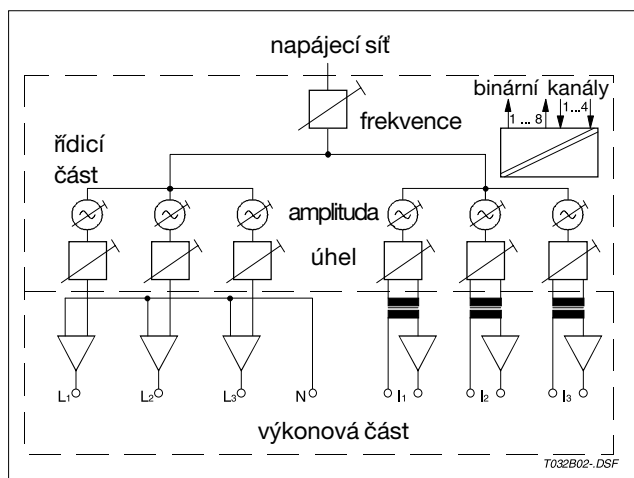 napájecí síť
binární kanály
1 ... 8 1...4
frekvence
řídicí
část
amplituda
úhel
L1 L2 L3 N I1 I2 I3
výkonová část
T032B02-.DSF